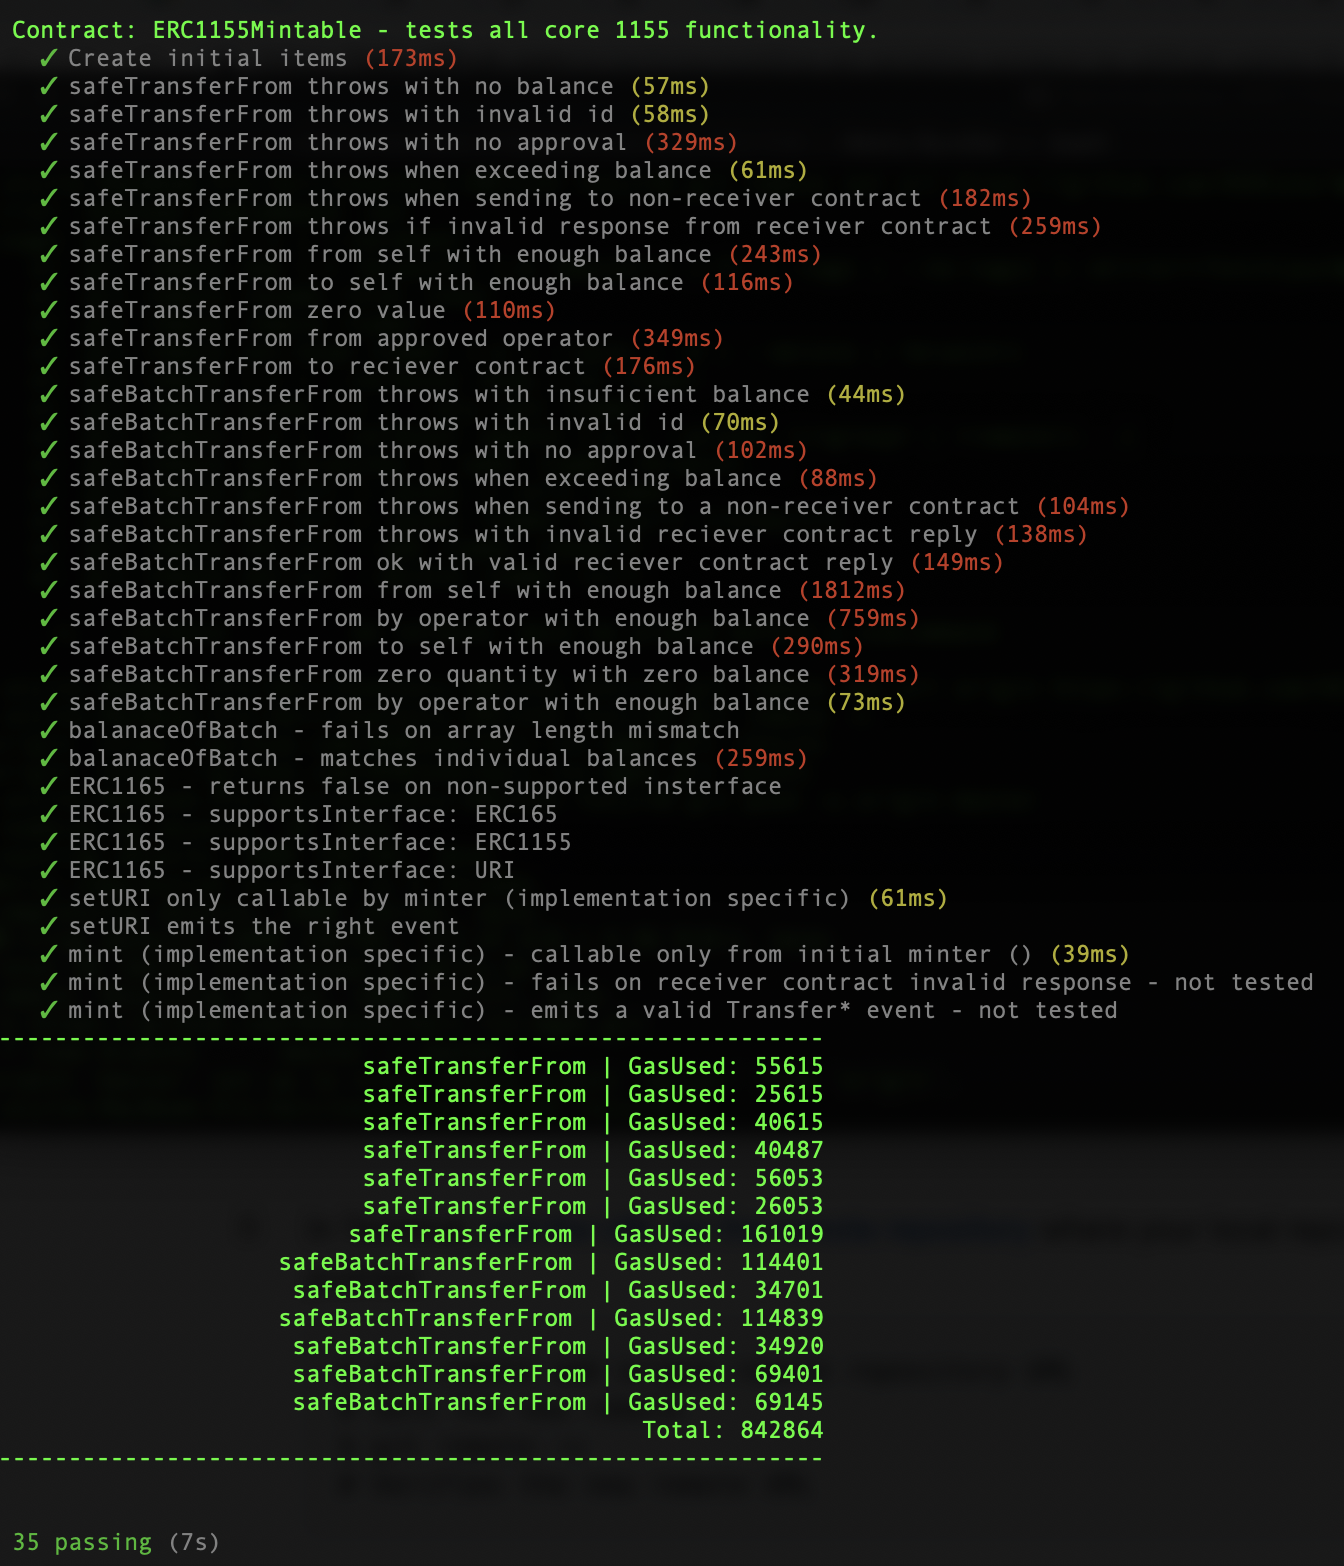 Contract: ERC1155Mintable - tests all core 1155 functionality.
✓ Create initial items (173ms)
✓ safeTransferFrom throws with no balance (57ms)
✓ safeTransferFrom throws with invalid id (58ms)
✓ safeTransferFrom throws with no approval (329ms)
✓ safeTransferFrom throws when exceeding balance (61ms)
✓ safeTransferFrom throws when sending to non-receiver contract (182ms)
✓ safeTransferFrom throws if invalid response from receiver contract (259ms)
✓ safeTransferFrom from self with enough balance (243ms)
✓ safeTransferFrom to self with enough balance (116ms)
✓ safeTransferFrom zero value (110ms)
✓ safeTransferFrom from approved operator (349ms)
✓ safeTransferFrom to reciever contract (176ms)
✓ safeBatchTransferFrom throws with insuficient balance (44ms)
✓ safeBatchTransferFrom throws with invalid id (70ms)
✓ safeBatchTransferFrom throws with no approval (102ms)
✓ safeBatchTransferFrom throws when exceeding balance (88ms)
✓ safeBatchTransferFrom throws when sending to a non-receiver contract (104ms)
✓ safeBatchTransferFrom throws with invalid reciever contract reply (138ms)
✓ safeBatchTransferFrom ok with valid reciever contract reply (149ms)
✓ safeBatchTransferFrom from self with enough balance (1812ms)
✓ safeBatchTransferFrom by operator with enough balance (759ms)
✓ safeBatchTransferFrom to self with enough balance (290ms)
✓ safeBatchTransferFrom zero quantity with zero balance (319ms)
✓ safeBatchTransferFrom by operator with enough balance (73ms)
✓ balanaceOfBatch - fails on array length mismatch
✓ balanaceOfBatch - matches individual balances (259ms)
✓ ERC1165 - returns false on non-supported insterface
✓ ERC1165 - supportsInterface: ERC165
✓ ERC1165 - supportsInterface: ERC1155
✓ ERC1165 - supportsInterface: URI
✓ setURI only callable by minter (implementation specific) (61ms)
✓ setURI emits the right event
✓ mint (implementation specific) - callable only from initial minter () (39ms)
✓ mint (implementation specific) - fails on receiver contract invalid response - not tested
✓ mint (implementation specific) - emits a valid Transfer* event - not tested
-----------------------------------------------------------
safeTransferFrom | GasUsed: 55615
safeTransferFrom | GasUsed: 25615
safeTransferFrom | GasUsed: 40615
safeTransferFrom | GasUsed: 40487
safeTransferFrom | GasUsed: 56053
safeTransferFrom | GasUsed: 26053
safeTransferFrom | GasUsed: 161019
safeBatchTransferFrom | GasUsed: 114401
safeBatchTransferFrom | GasUsed: 34701
safeBatchTransferFrom | GasUsed: 114839
safeBatchTransferFrom | GasUsed: 34920
safeBatchTransferFrom | GasUsed: 69401
safeBatchTransferFrom | GasUsed: 69145
Total: 842864
-----------------------------------------------------------
35 passing (7s)